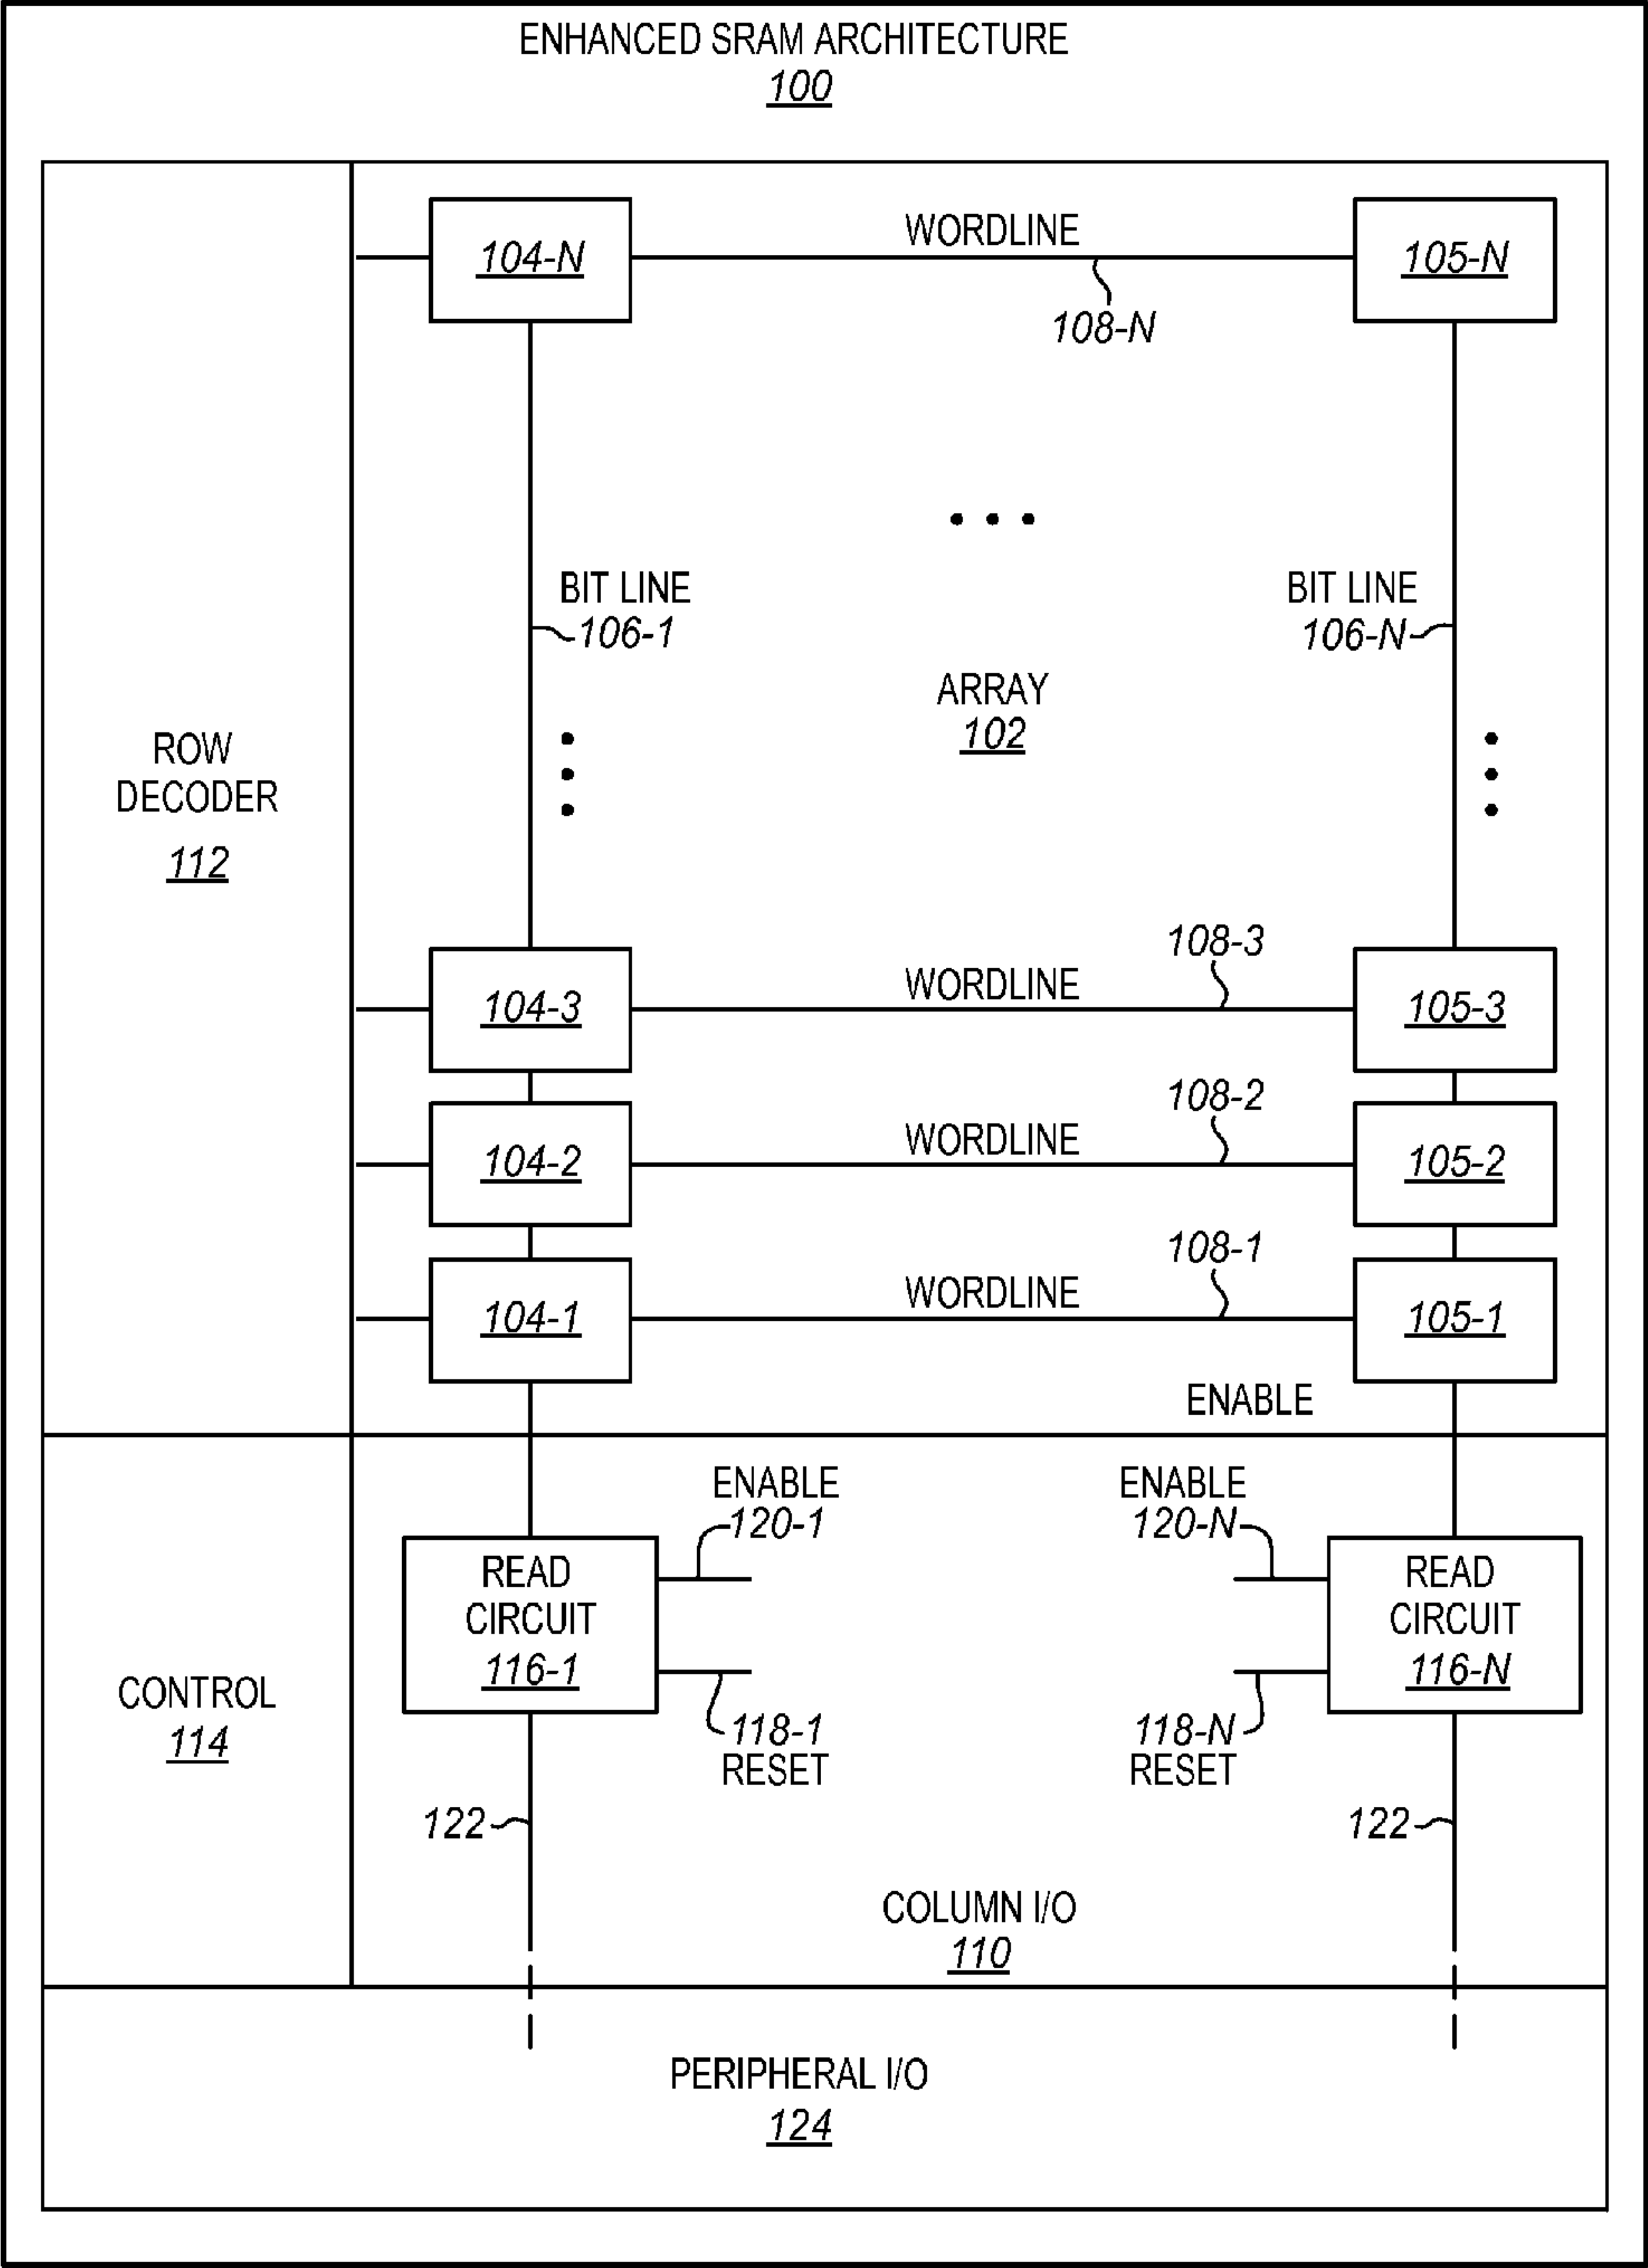 ENHANCED SRAM ARCHITECTURE
100
104-N
WORDLINE
105-N
108-N
BIT LINE
106-1
BIT LINE
106-N
ARRAY
102
ROW
DECODER
112
108-3
104-3
WORDLINE
105-3
108-2
104-2
WORDLINE
105-2
108-1
104-1
WORDLINE
105-1
ENABLE
ENABLE
120-1
ENABLE
120-N
READ
CIRCUIT
116-1
READ
CIRCUIT
116-N
CONTROL
114
118-1
RESET
118-N
RESET
122
122
COLUMN I/O
110
PERIPHERAL I/O
124